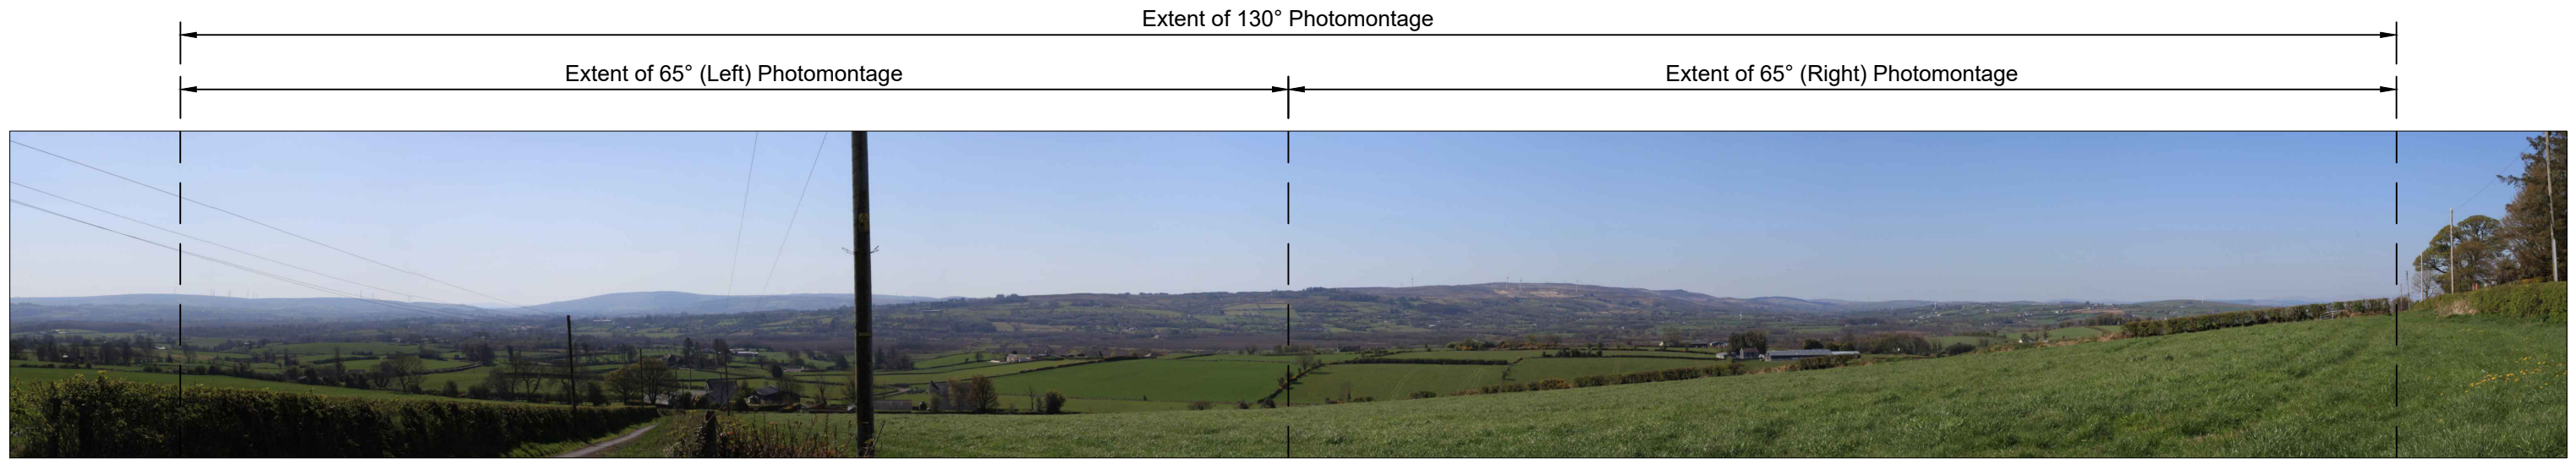 Extent of 130° Photomontage
Extent of 65° (Left) Photomontage
Extent of 65° (Right) Photomontage